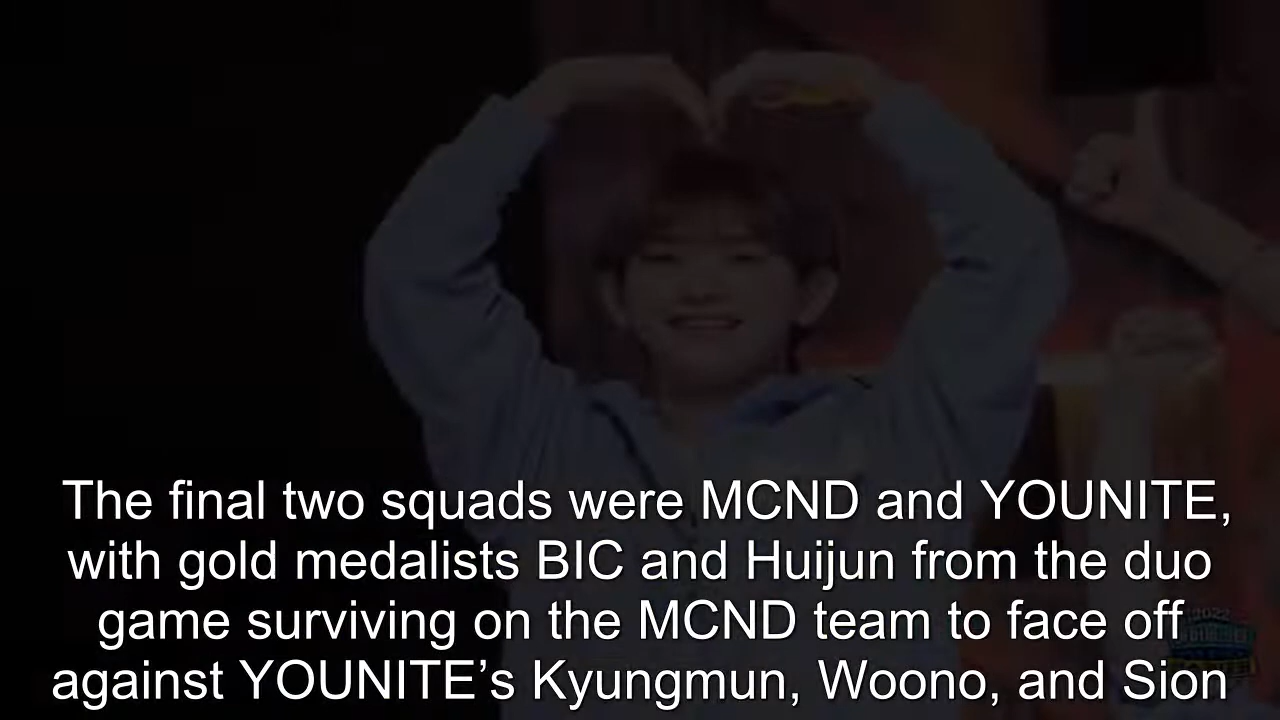 The final two squads were MCND and YOUNITE,
with gold medalists BIC and Huijun from the duo
game surviving on the MCND team to face off
against YOUNITE’s Kyungmun, Woono, and Sion
2022